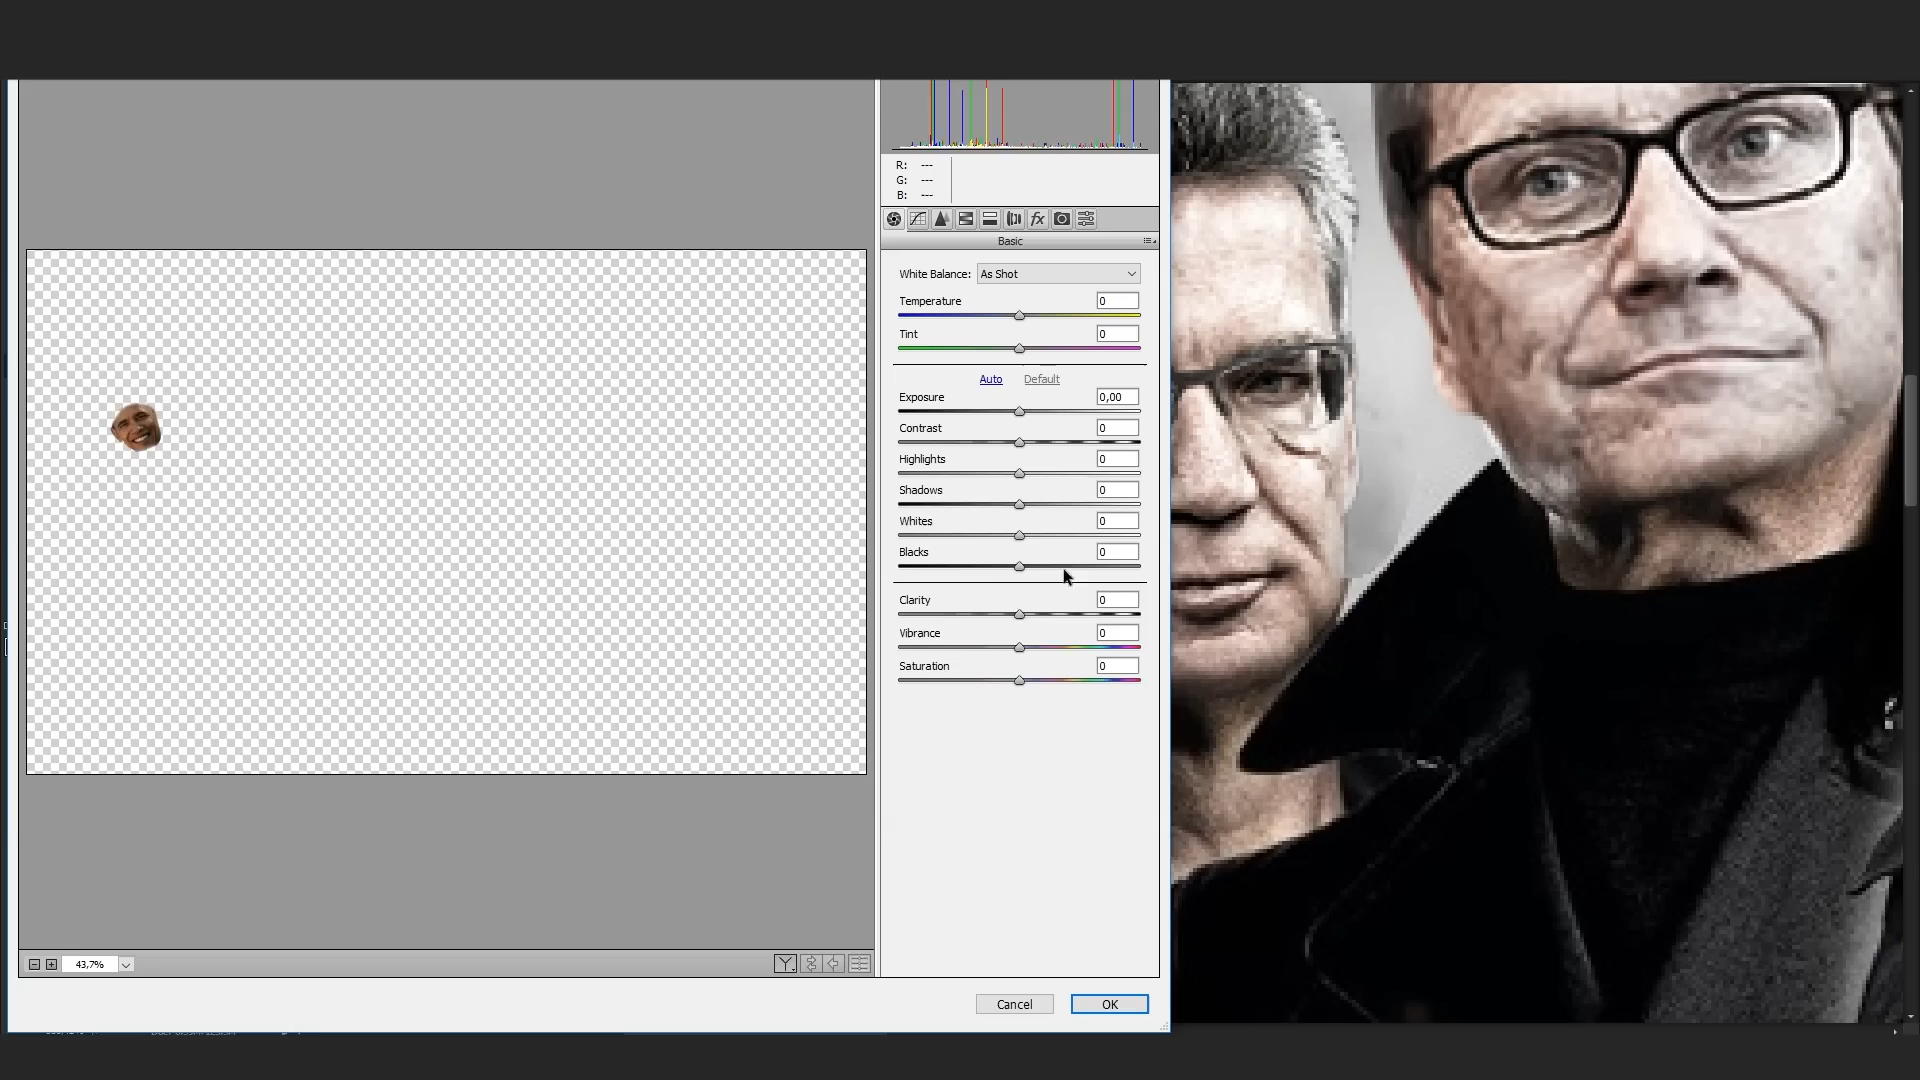 R: ---
G: ---
B: ---
fx
Basic
White Balance: As Shot
Temperature 0
Tint 0
Auto Default
Exposure 0,00
Contrast 0
Highlights 0
Shadows 0
Whites 0
Blacks 0
Clarity 0
Vibrance 0
Saturation 0
43,7%
Cancel OK